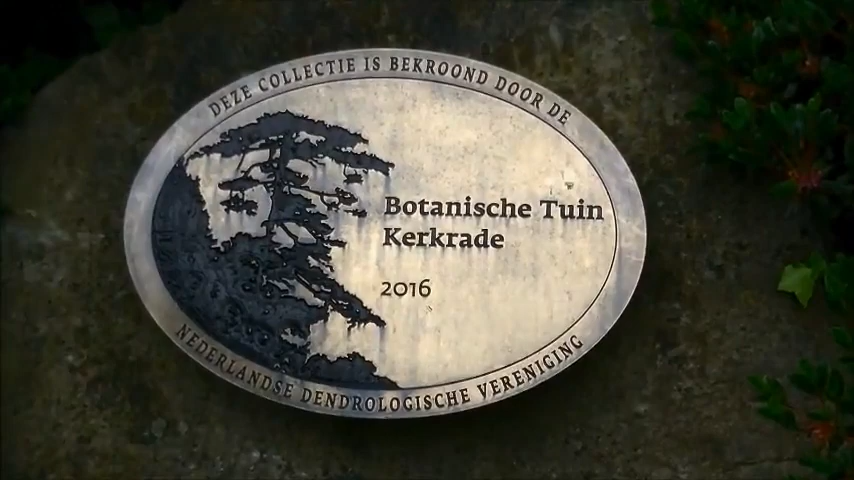 DEZE COLLECTIE IS BEKROOND DOOR DE
Botanische Tuin
Kerkrade
2016
NEDERLANDSE DENDROLOGISCHE VERENIGING